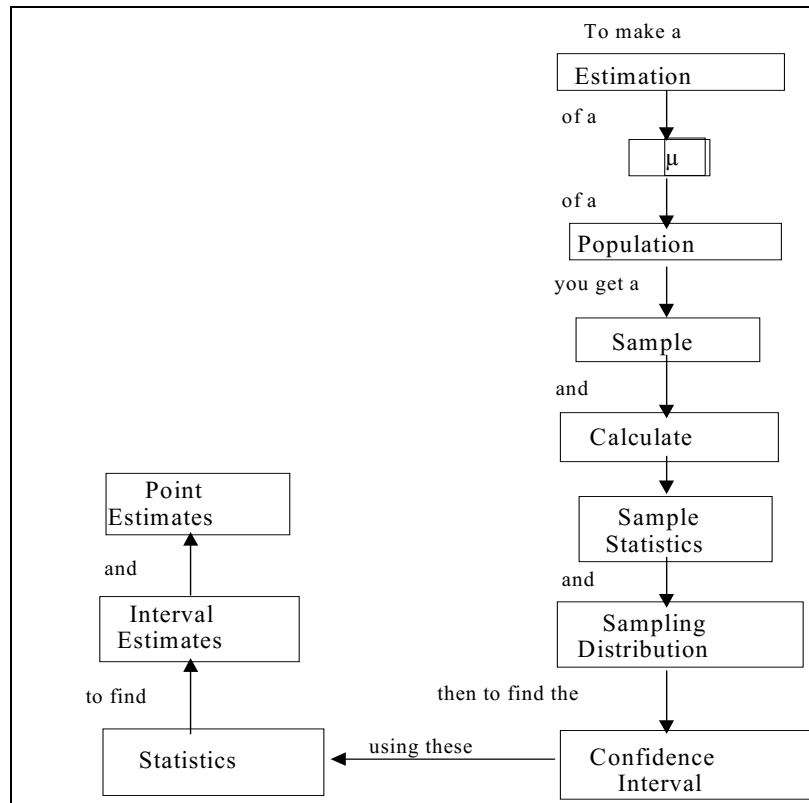 To make a
Estimation
of a
μ
of a
Population
you get a
Sample
and
Calculate
Sample
Statistics
and
Sampling
Distribution
then to find the
Confidence
Interval
using these
Statistics
to find
Interval
Estimates
and
Point
Estimates